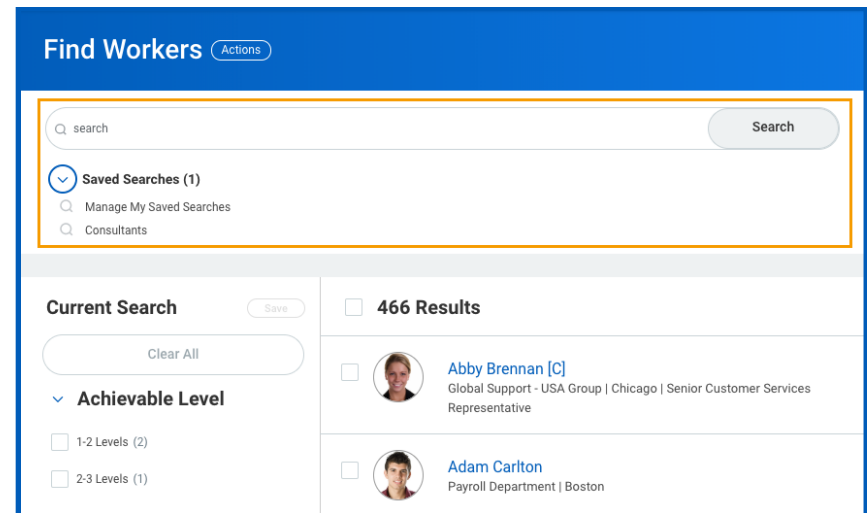 Find Workers Actions
search Search
Saved Searches (1)
Manage My Saved Searches
Consultants
Current Search Save
Clear All
Achievable Level
1-2 Levels (2)
2-3 Levels (1)
466 Results
Abby Brennan [C]
Global Support - USA Group | Chicago | Senior Customer Services
Representative
Adam Carlton
Payroll Department | Boston